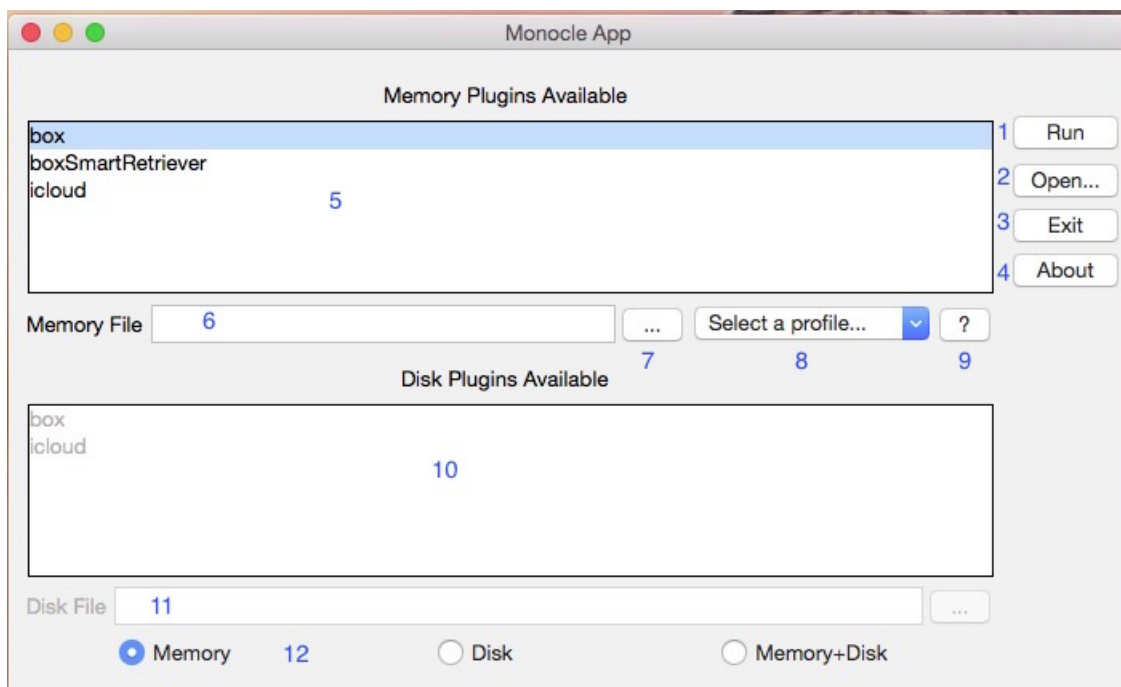 Monocle App
Memory Plugins Available
box
boxSmartRetriever
icloud
5
1 Run
2 Open...
3 Exit
4 About
Memory File 6 ... Select a profile... ?
7 8 9
Disk Plugins Available
box
icloud
10
Disk File 11 ...
Memory 12 Disk Memory+Disk